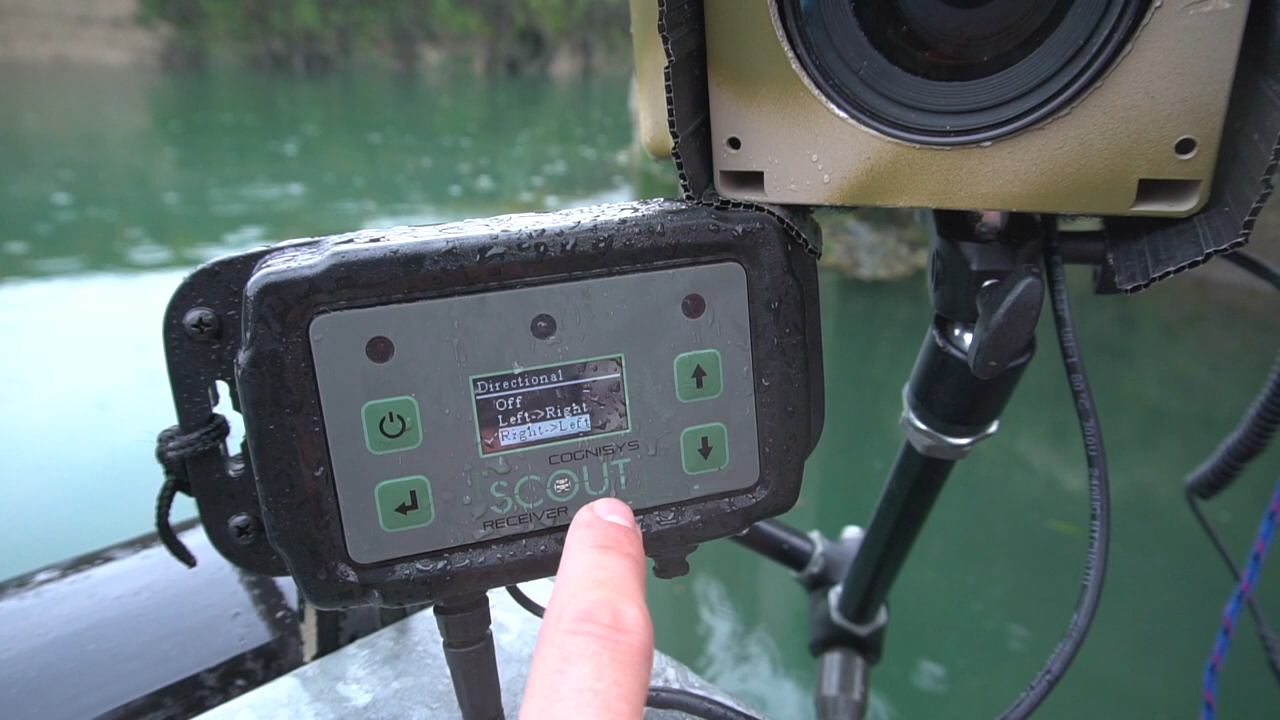 Directional
Off
Left->Right
Right->Left
COGNISYS
SCOUT
RECEIVER